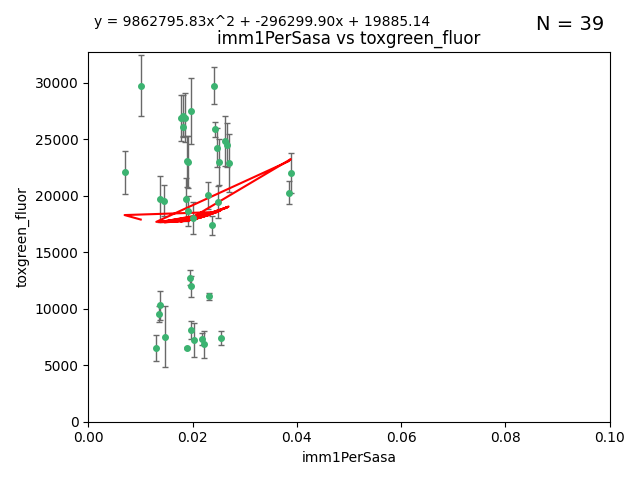 y = 9862795.83x^2 + -296299.90x + 19885.14
N = 39
imm1PerSasa vs toxgreen_fluor
30000
25000
20000
15000
10000
5000
0
toxgreen_fluor
0.00 0.02 0.04 0.06 0.08 0.10
imm1PerSasa